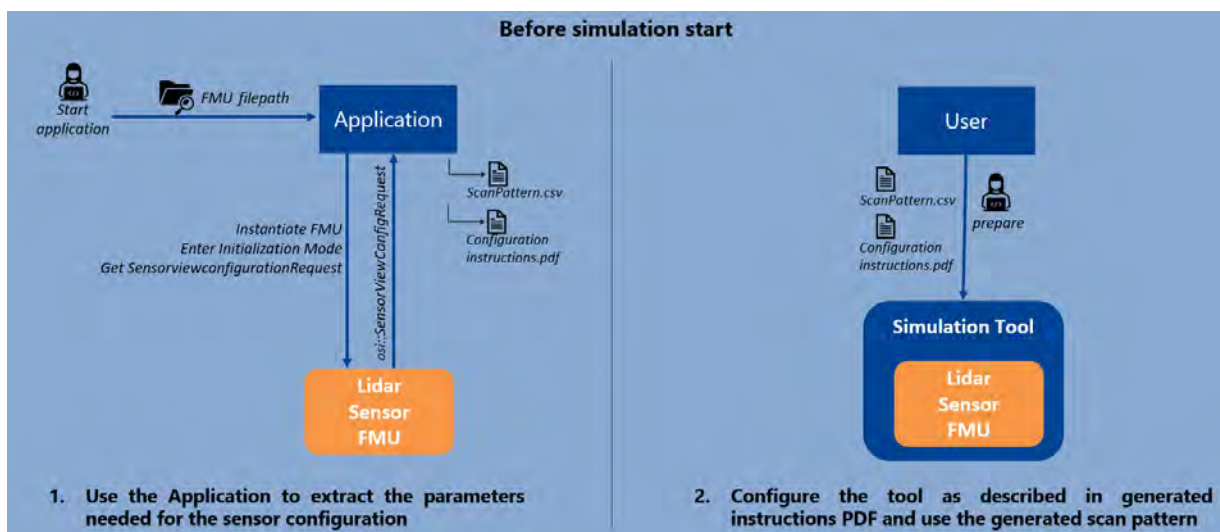 Before simulation start
Start
application
FMU filepath
Application
ScanPattern.csv
Configuration
instructions.pdf
Instantiate FMU
Enter Initialization Mode
Get SensorviewconfigurationRequest
osi::SensorViewConfigRequest
Lidar
Sensor
FMU
1. Use the Application to extract the parameters
needed for the sensor configuration
User
ScanPattern.csv
Configuration
instructions.pdf
prepare
Simulation Tool
Lidar
Sensor
FMU
2. Configure the tool as described in generated
instructions PDF and use the generated scan pattern